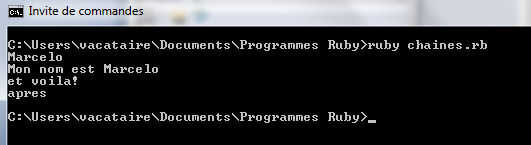 Invite de commandes
C:\Users\vacataire\Documents\Programmes Ruby>ruby chaines.rb
Marcelo
Mon nom est Marcelo
et voila!
apres
C:\Users\vacataire\Documents\Programmes Ruby>_